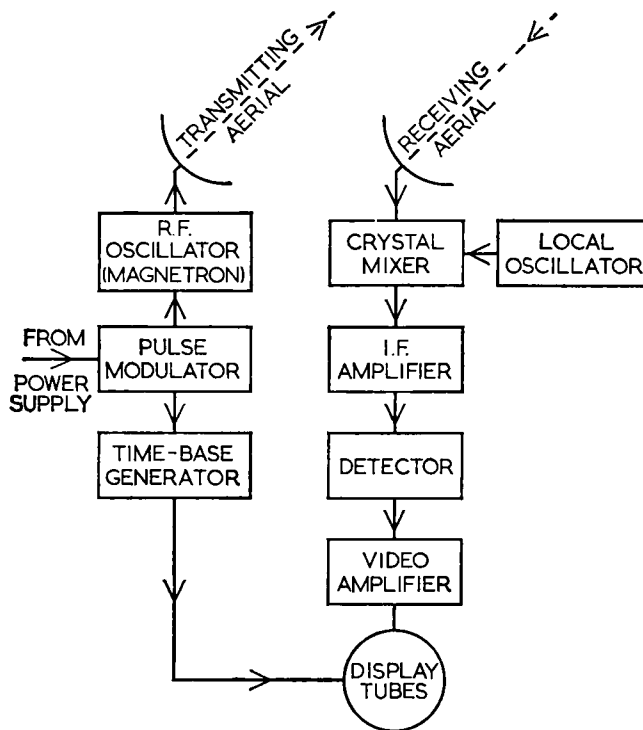 TRANSMITTING
AERIAL
RECEIVING
AERIAL
R.F.
OSCILLATOR
(MAGNETRON)
CRYSTAL
MIXER
LOCAL
OSCILLATOR
FROM
POWER
SUPPLY
PULSE
MODULATOR
I.F.
AMPLIFIER
TIME-BASE
GENERATOR
DETECTOR
VIDEO
AMPLIFIER
DISPLAY
TUBES